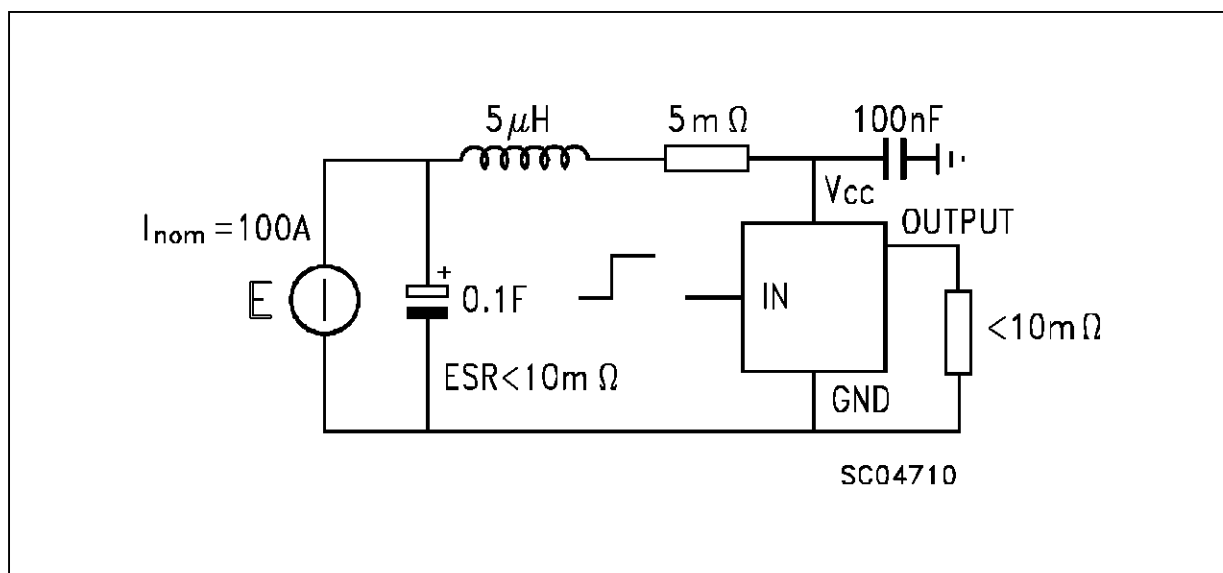 5μH
5mΩ
100nF
Vcc
Inom = 100A
OUTPUT
E
+
0.1F
IN
<10mΩ
ESR<10mΩ
GND
SC04710